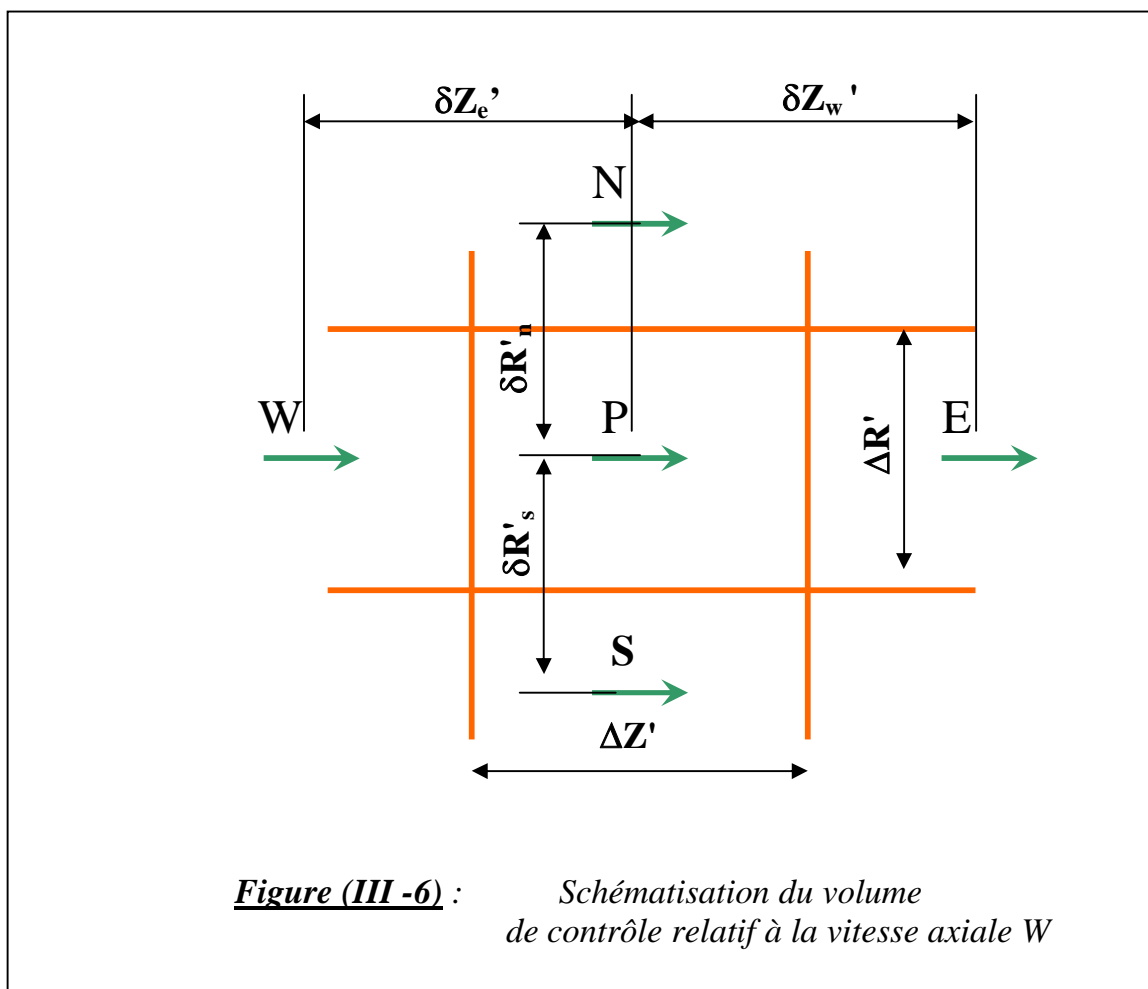 δZe’ δZw '
N
δR'n
W P E
ΔR'
δR's
S
ΔZ'
Figure (III -6) : Schématisation du volume
de contrôle relatif à la vitesse axiale W